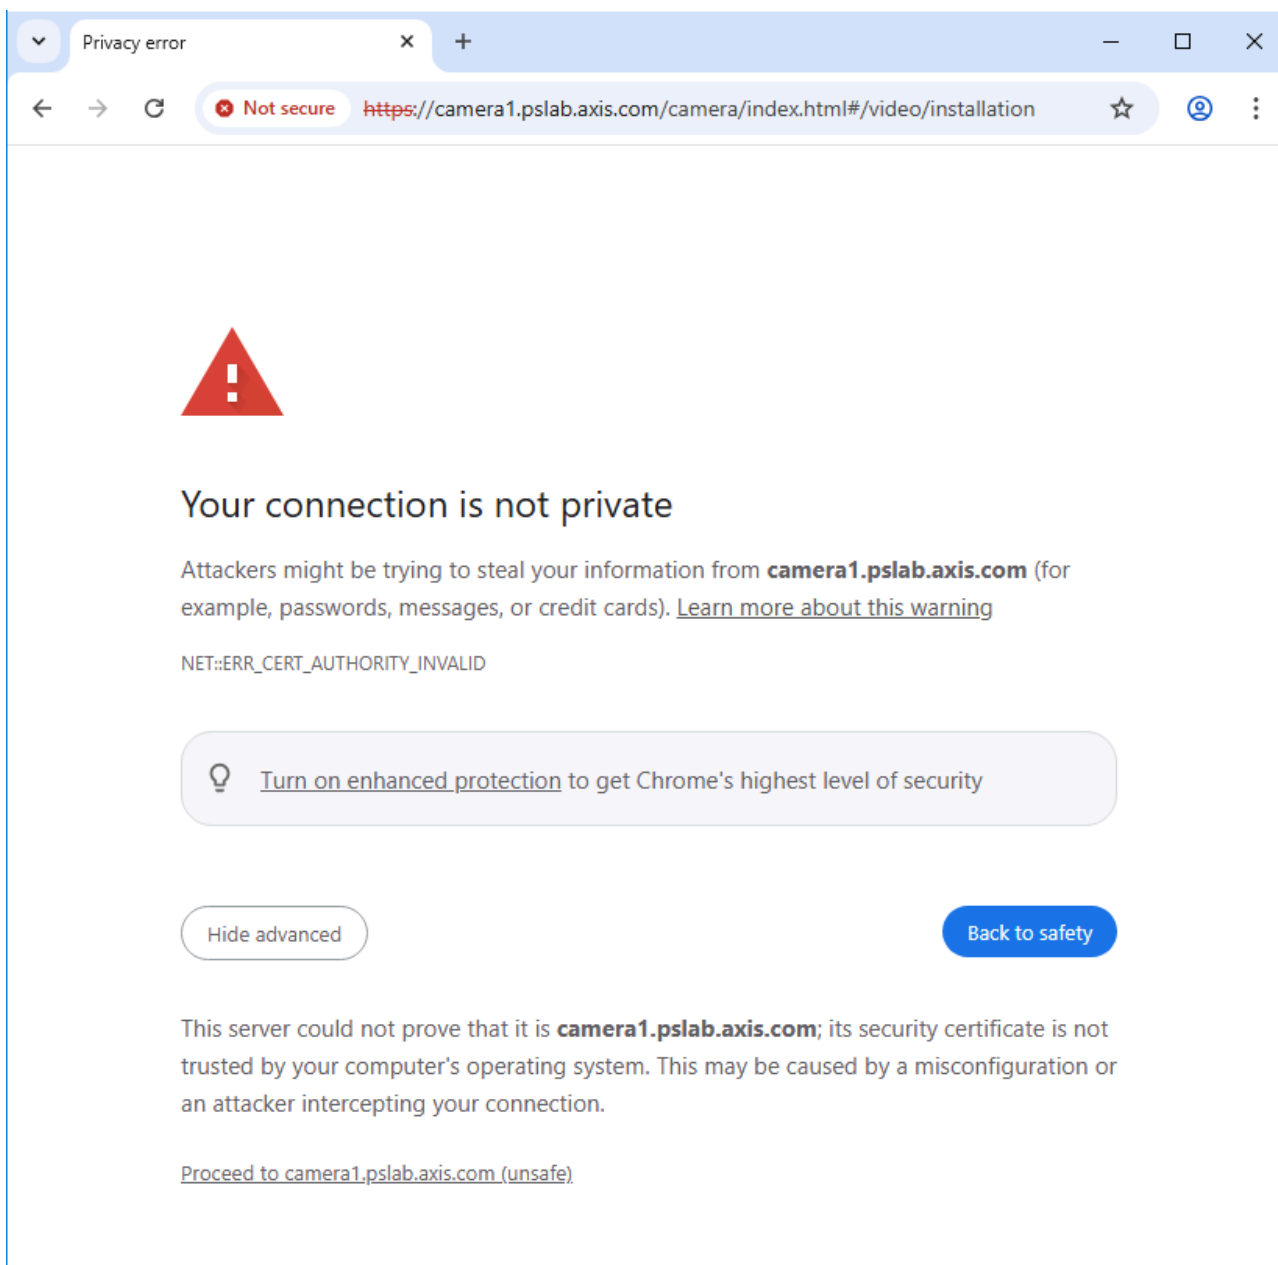 Privacy error
Not secure https://camera1.pslab.axis.com/camera/index.html#/video/installation
Your connection is not private
Attackers might be trying to steal your information from camera1.pslab.axis.com (for
example, passwords, messages, or credit cards). Learn more about this warning
NET::ERR_CERT_AUTHORITY_INVALID
Turn on enhanced protection to get Chrome's highest level of security
Hide advanced
Back to safety
This server could not prove that it is camera1.pslab.axis.com; its security certificate is not
trusted by your computer's operating system. This may be caused by a misconfiguration or
an attacker intercepting your connection.
Proceed to camera1.pslab.axis.com (unsafe)